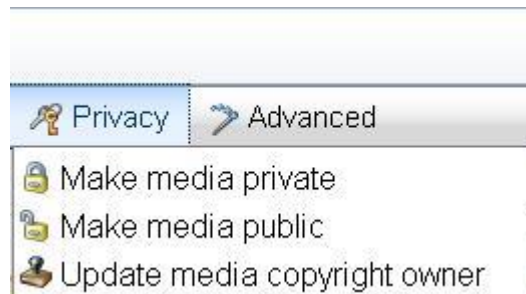 Privacy Advanced
Make media private
Make media public
Update media copyright owner